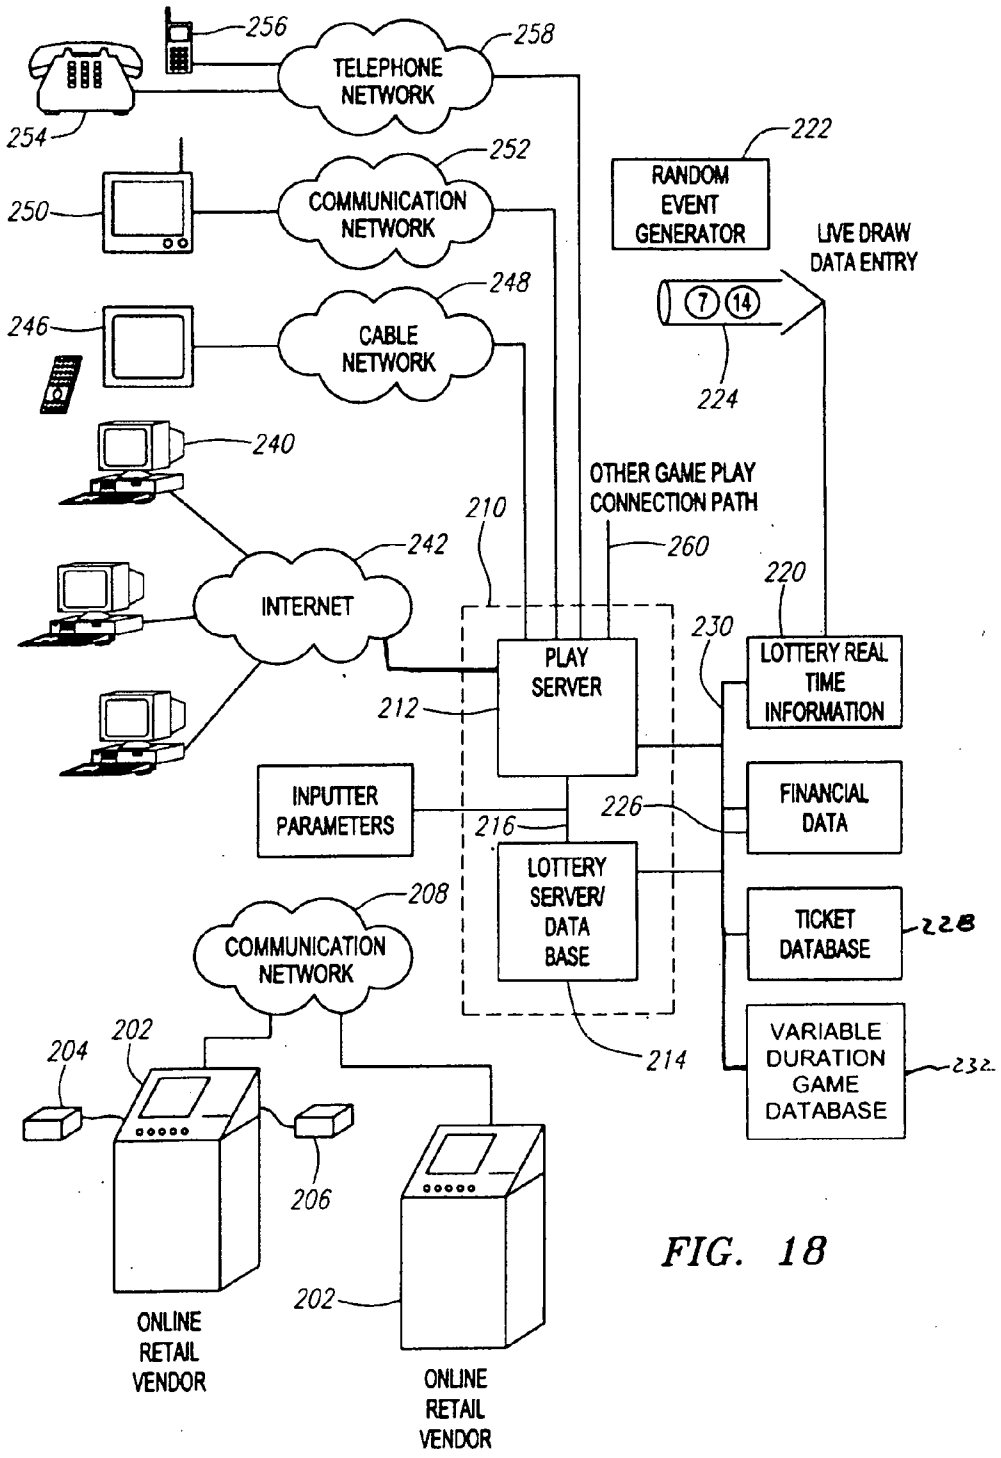 256
258
TELEPHONE
NETWORK
254
252
222
250
COMMUNICATION
NETWORK
RANDOM
EVENT
GENERATOR
LIVE DRAW
DATA ENTRY
248
246
CABLE
NETWORK
7 14
224
240
OTHER GAME PLAY
CONNECTION PATH
210
242
260
220
INTERNET
230
PLAY
SERVER
212
LOTTERY REAL
TIME
INFORMATION
INPUTTER
PARAMETERS
216
226
FINANCIAL
DATA
LOTTERY
SERVER/
DATA
BASE
208
COMMUNICATION
NETWORK
TICKET
DATABASE
228
214
VARIABLE
DURATION
GAME
DATABASE
232
204
202
206
202
ONLINE
RETAIL
VENDOR
ONLINE
RETAIL
VENDOR
FIG. 18